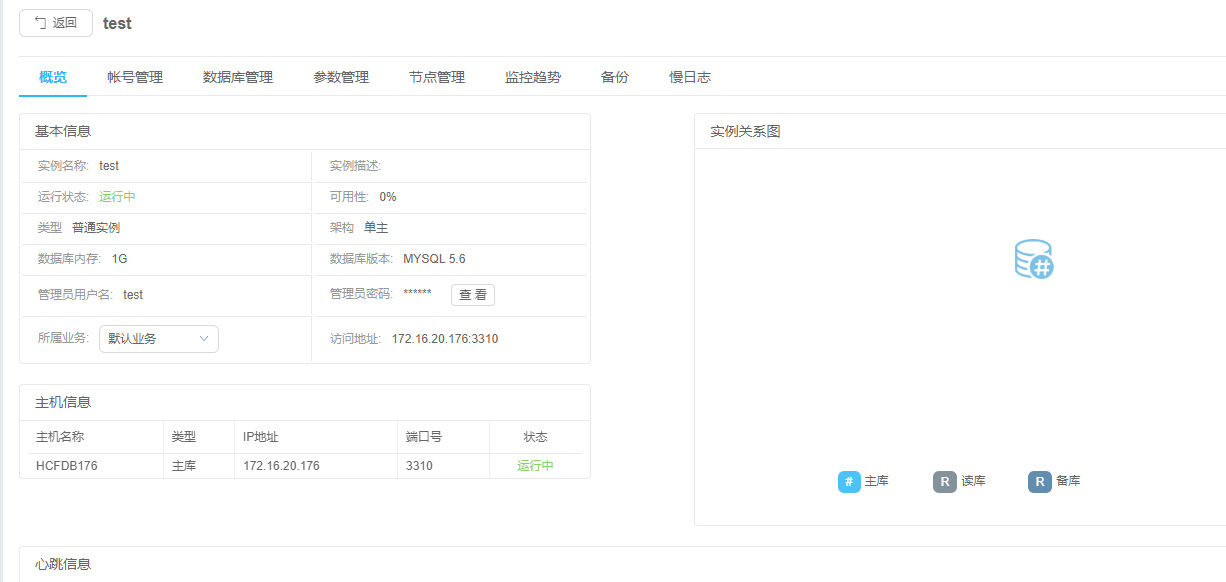 返回 test
概览 帐号管理 数据库管理 参数管理 节点管理 监控趋势 备份 慢日志
基本信息
实例名称: test 实例描述:
运行状态: 运行中 可用性: 0%
类型 普通实例 架构 单主
数据库内存: 1G 数据库版本: MYSQL 5.6
管理员用户名: test 管理员密码: ****** 查 看
所属业务: 默认业务 访问地址: 172.16.20.176:3310
主机信息
主机名称 类型 IP地址 端口号 状态
HCFDB176 主库 172.16.20.176 3310 运行中
实例关系图
#
# 主库 R 读库 R 备库
心跳信息